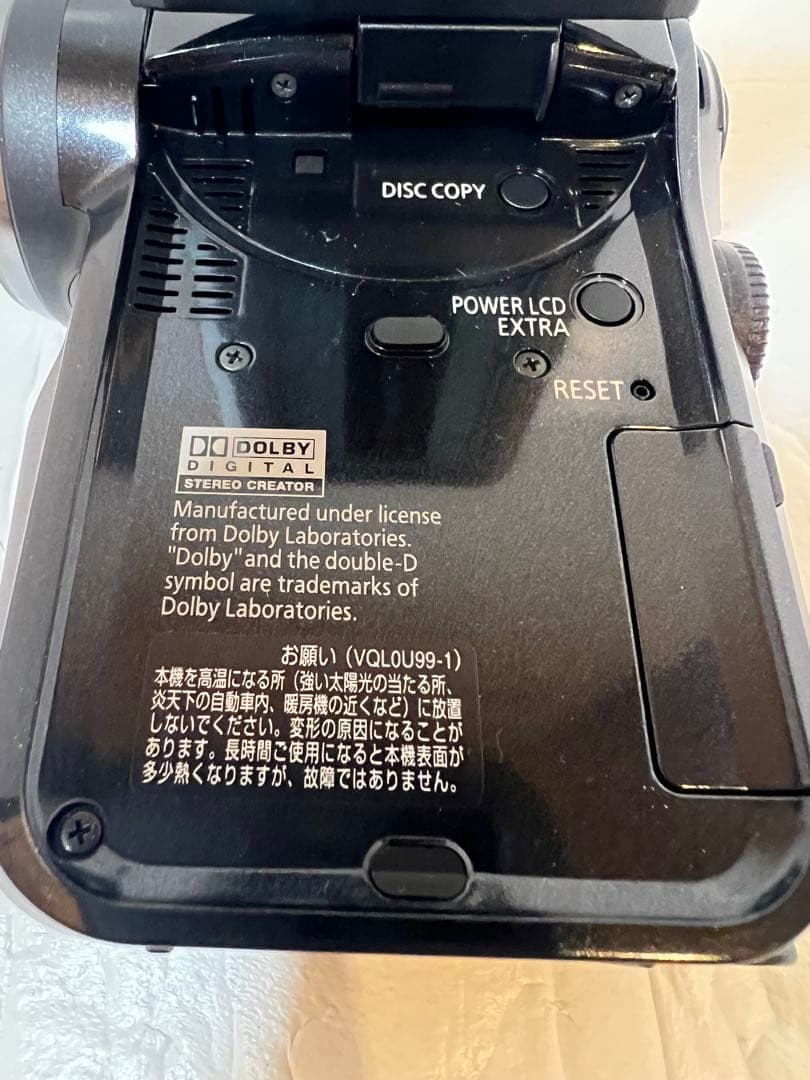 DISC COPY
POWER LCD
EXTRA
RESET
DOLBY
DIGITAL
STEREO CREATOR
Manufactured under license
from Dolby Laboratories.
"Dolby" and the double-D
symbol are trademarks of
Dolby Laboratories.
お願い（VQL0U99-1）
本機を高温になる所（強い太陽光の当たる所、
炎天下の自動車内、暖房機の近くなど）に放置
しないでください。変形の原因になることが
あります。長時間ご使用になると本機表面が
多少熱くなりますが、故障ではありません。